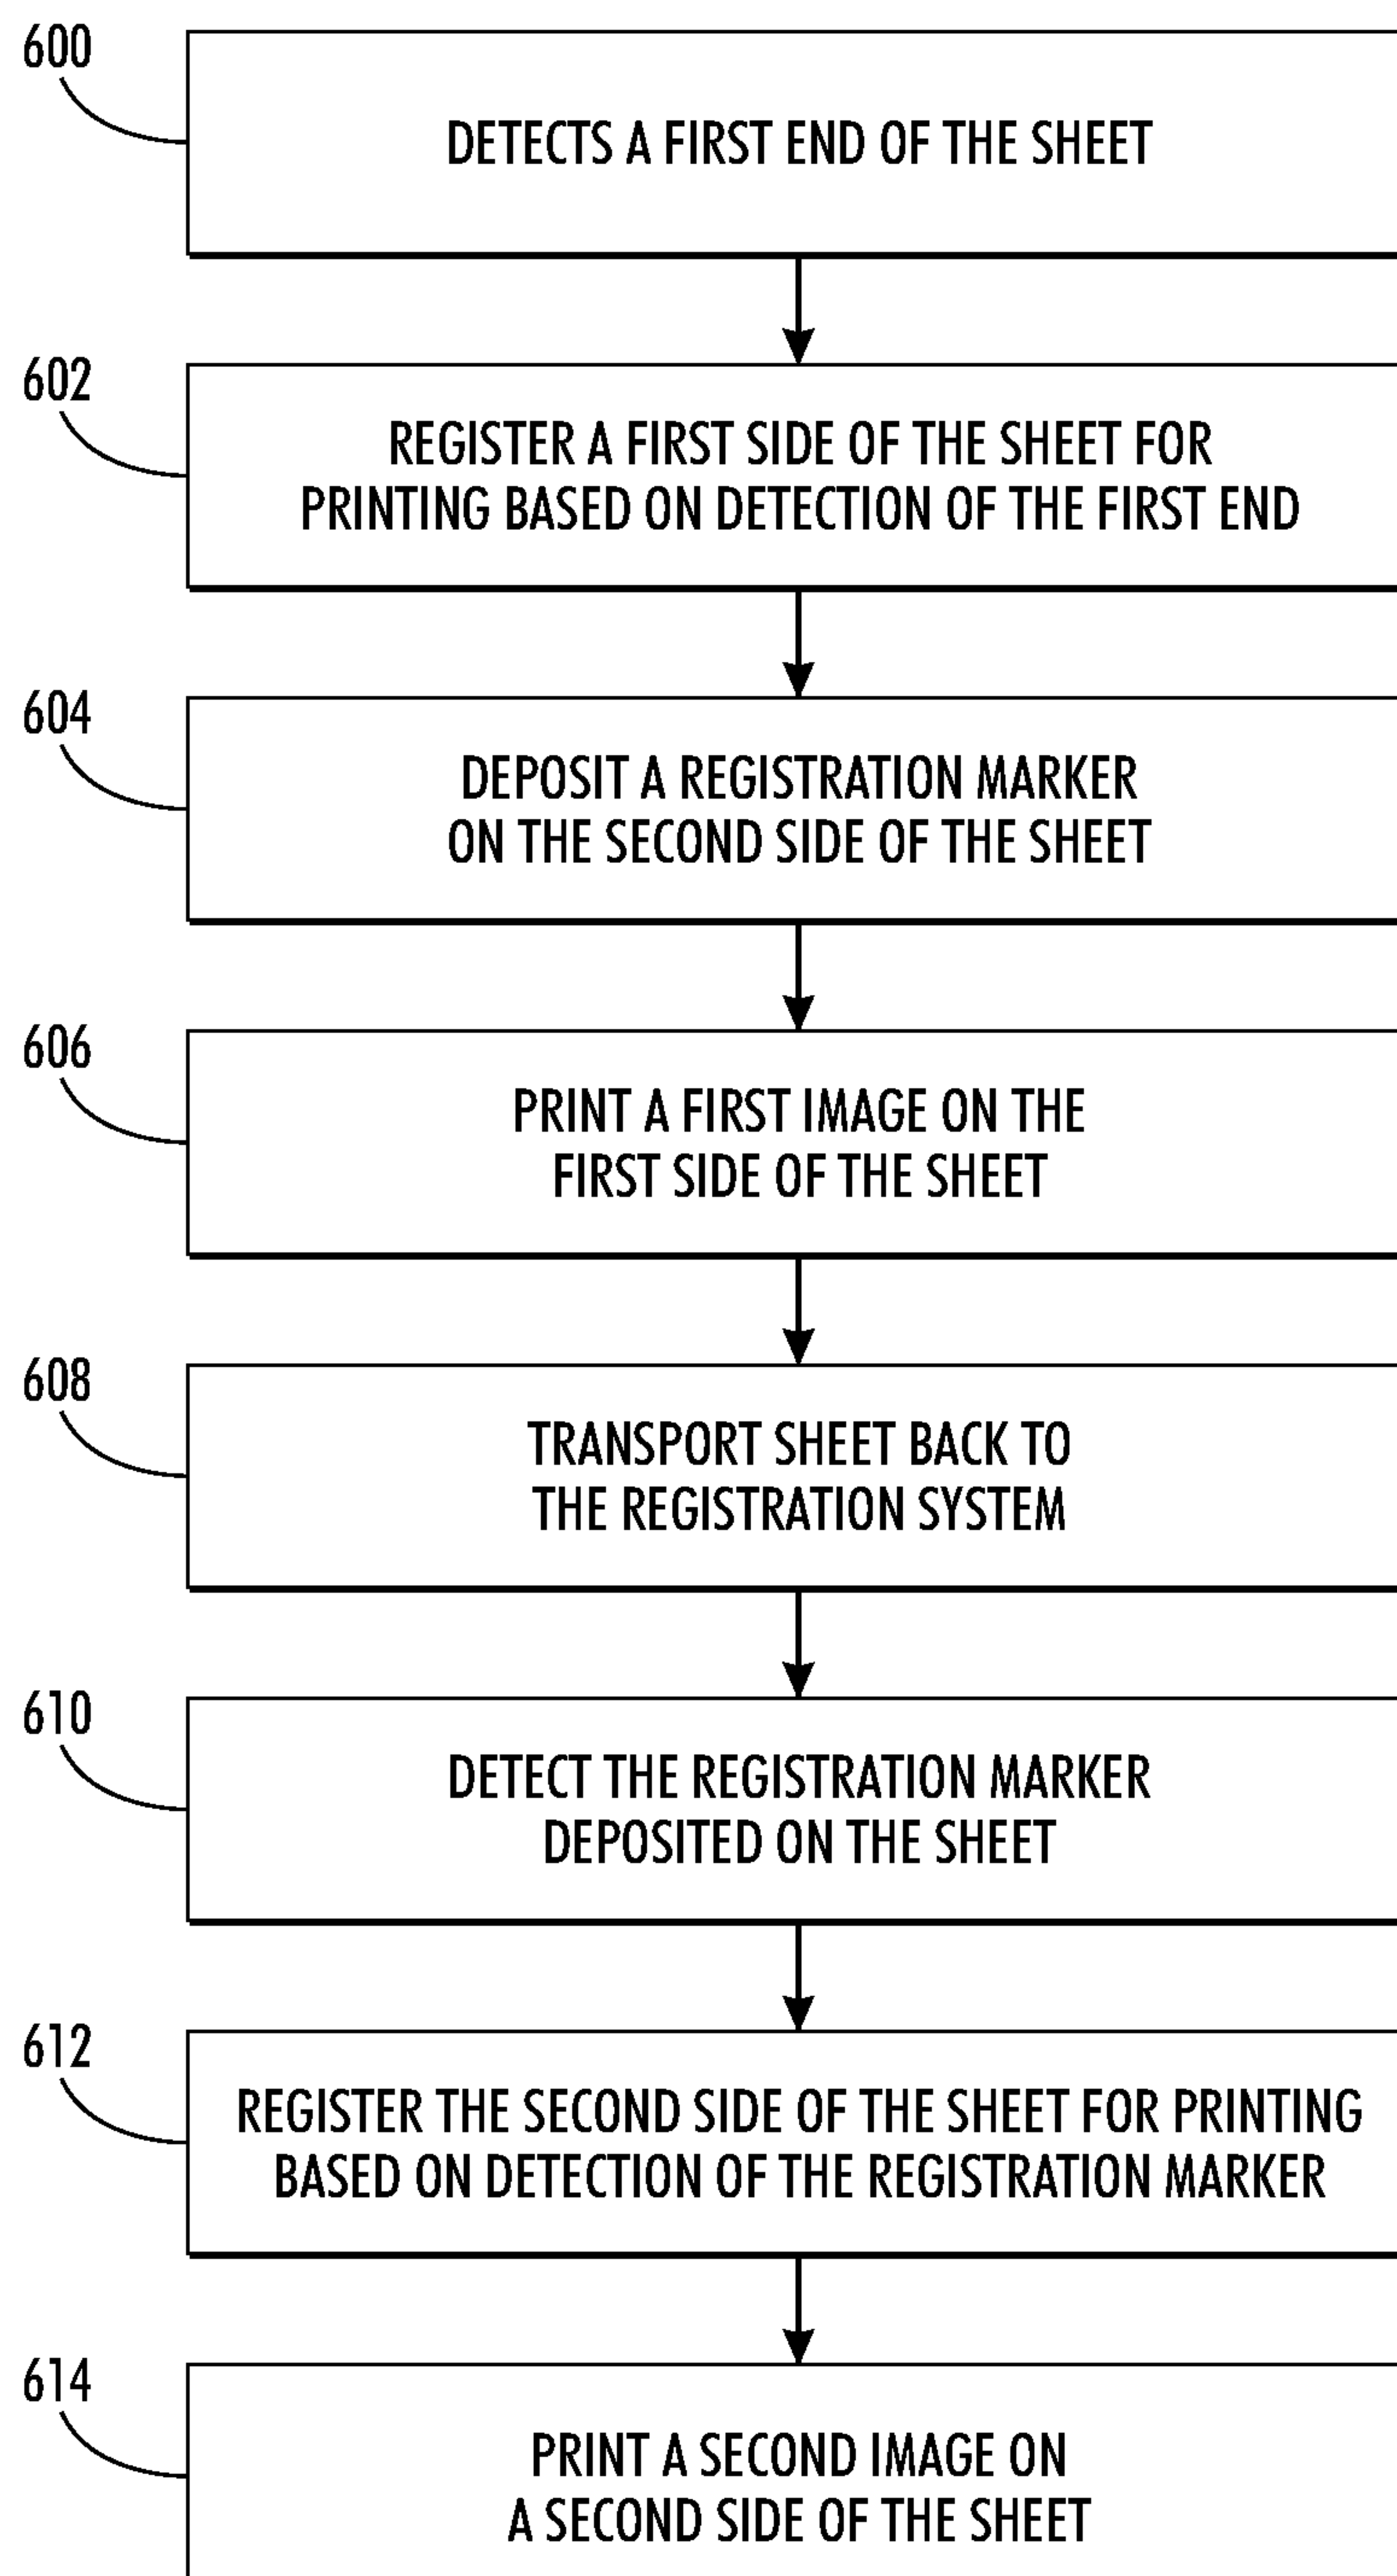 600
DETECTS A FIRST END OF THE SHEET
602
REGISTER A FIRST SIDE OF THE SHEET FOR
PRINTING BASED ON DETECTION OF THE FIRST END
604
DEPOSIT A REGISTRATION MARKER
ON THE SECOND SIDE OF THE SHEET
606
PRINT A FIRST IMAGE ON THE
FIRST SIDE OF THE SHEET
608
TRANSPORT SHEET BACK TO
THE REGISTRATION SYSTEM
610
DETECT THE REGISTRATION MARKER
DEPOSITED ON THE SHEET
612
REGISTER THE SECOND SIDE OF THE SHEET FOR PRINTING
BASED ON DETECTION OF THE REGISTRATION MARKER
614
PRINT A SECOND IMAGE ON
A SECOND SIDE OF THE SHEET